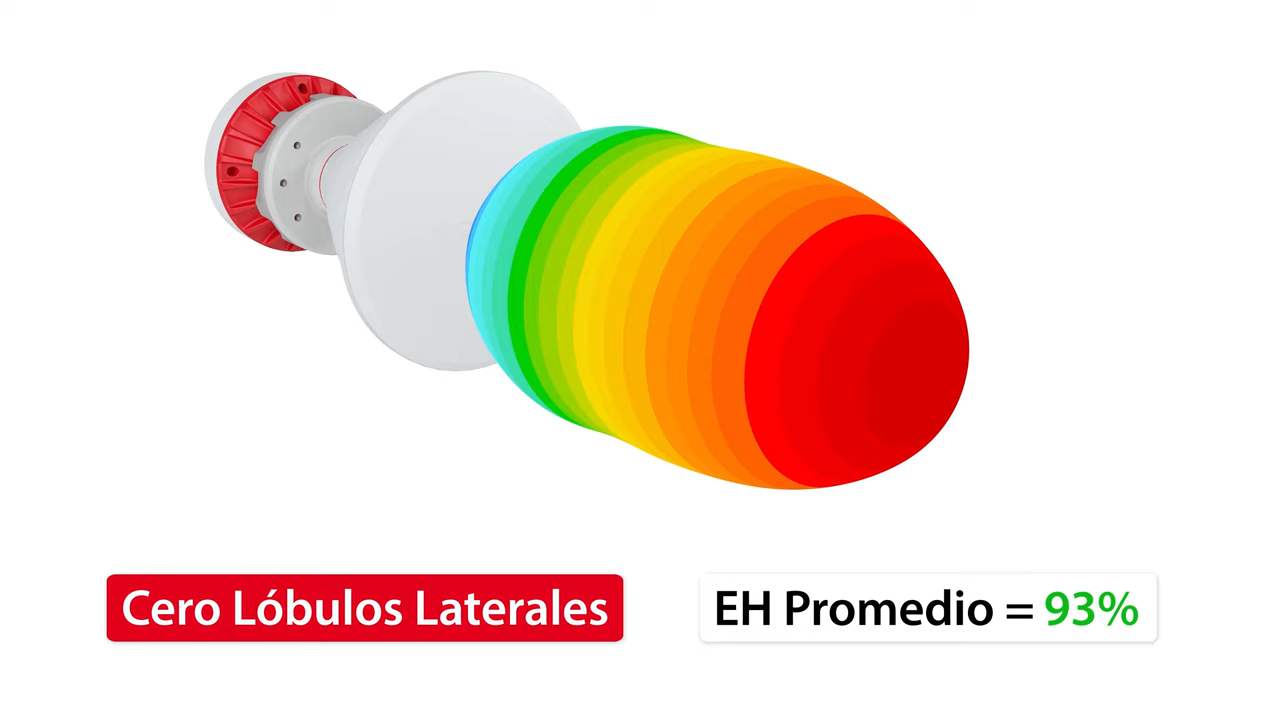 Cero Lóbulos Laterales
EH Promedio = 93%